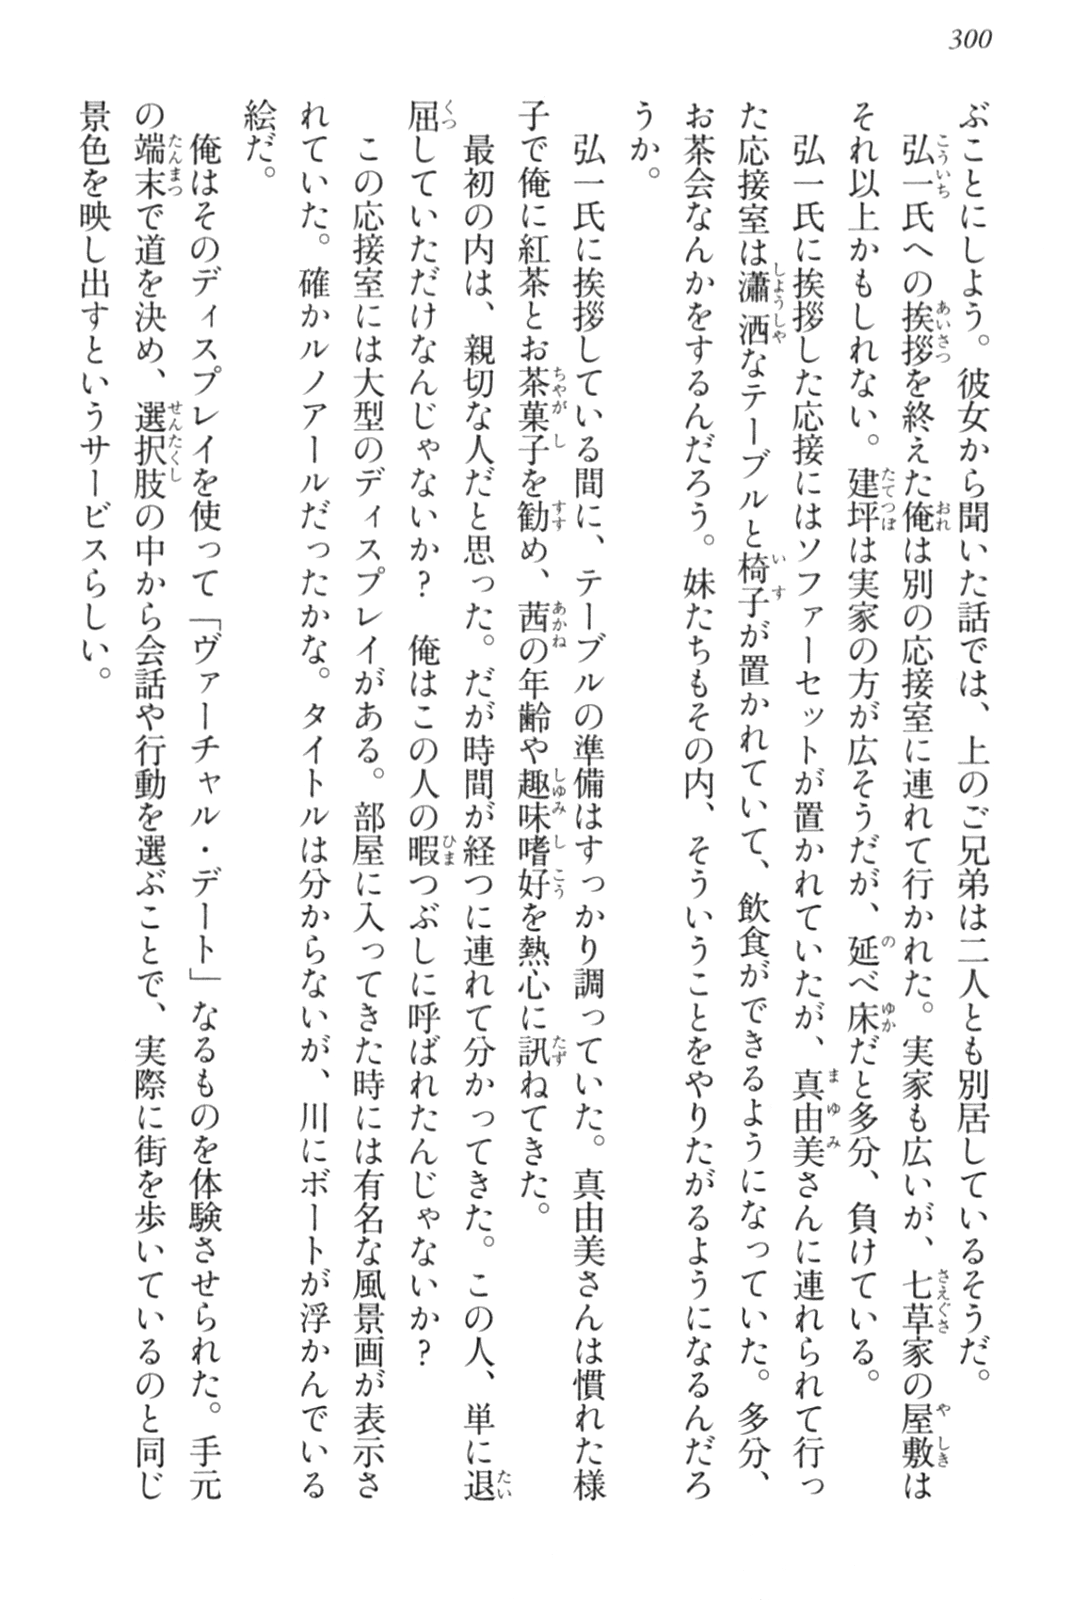 300
ぶことにしよう。彼女から聞いた話では、上のご兄弟は二人とも別居しているそうだ。
弘一氏への挨拶を終えた俺は別の応接室に連れて行かれた。実家も広いが、七草家の屋敷は
それ以上かもしれない。建坪は実家の方が広そうだが、延べ床だと多分、負けている。
弘一氏に挨拶した応接にはソファーセットが置かれていたが、真由美さんに連れられて行っ
た応接室は瀟洒なテーブルと椅子が置かれていて、飲食ができるようになっていた。多分、
お茶会なんかをするんだろう。妹たちもその内、そういうことをやりたがるようになるんだろ
うか。
弘一氏に挨拶している間に、テーブルの準備はすっかり調っていた。真由美さんは慣れた様
子で俺に紅茶とお茶菓子を勧め、茜の年齢や趣味嗜好を熱心に訊ねてきた。
最初の内は、親切な人だと思った。だが時間が経つに連れて分かってきた。この人、単に退
屈していただけなんじゃないか？　俺はこの人の暇つぶしに呼ばれたんじゃないか？
この応接室には大型のディスプレイがある。部屋に入ってきた時には有名な風景画が表示さ
れていた。確かルノアールだったかな。タイトルは分からないが、川にボートが浮かんでいる
絵だ。
俺はそのディスプレイを使って「ヴァーチャル・デート」なるものを体験させられた。手元
の端末で道を決め、選択肢の中から会話や行動を選ぶことで、実際に街を歩いているのと同じ
景色を映し出すというサービスらしい。